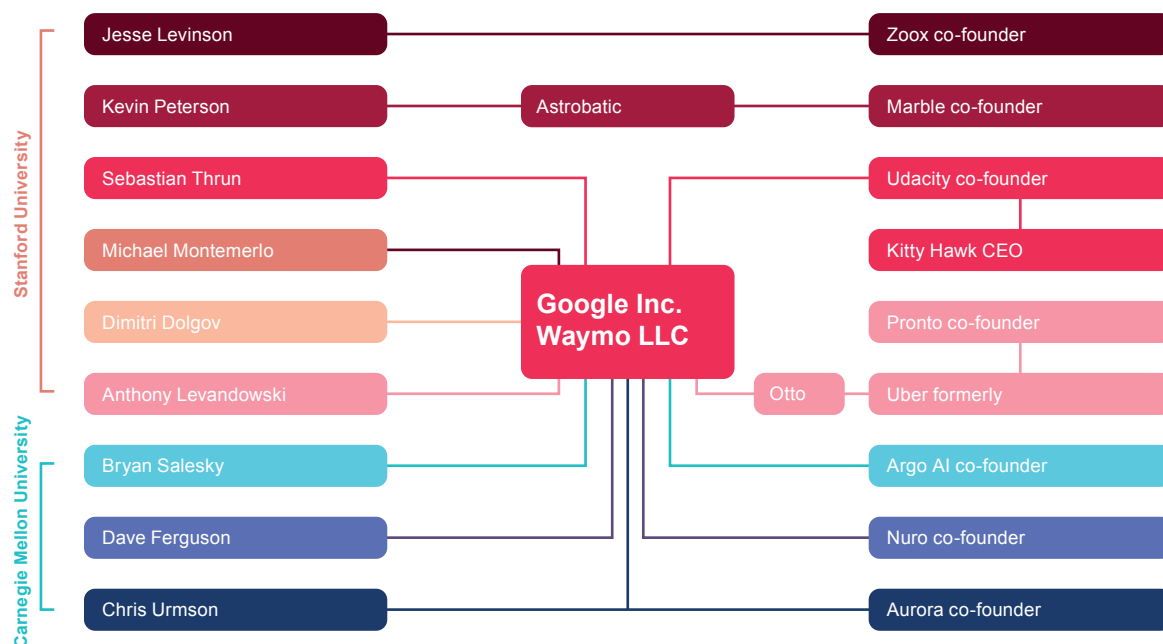 Stanford University
Jesse Levinson
Zoox co-founder
Kevin Peterson
Astrobatic
Marble co-founder
Sebastian Thrun
Udacity co-founder
Michael Montemerlo
Kitty Hawk CEO
Google Inc.
Waymo LLC
Dimitri Dolgov
Pronto co-founder
Anthony Levandowski
Otto
Uber formerly
Carnegie Mellon University
Bryan Salesky
Argo AI co-founder
Dave Ferguson
Nuro co-founder
Chris Urmson
Aurora co-founder